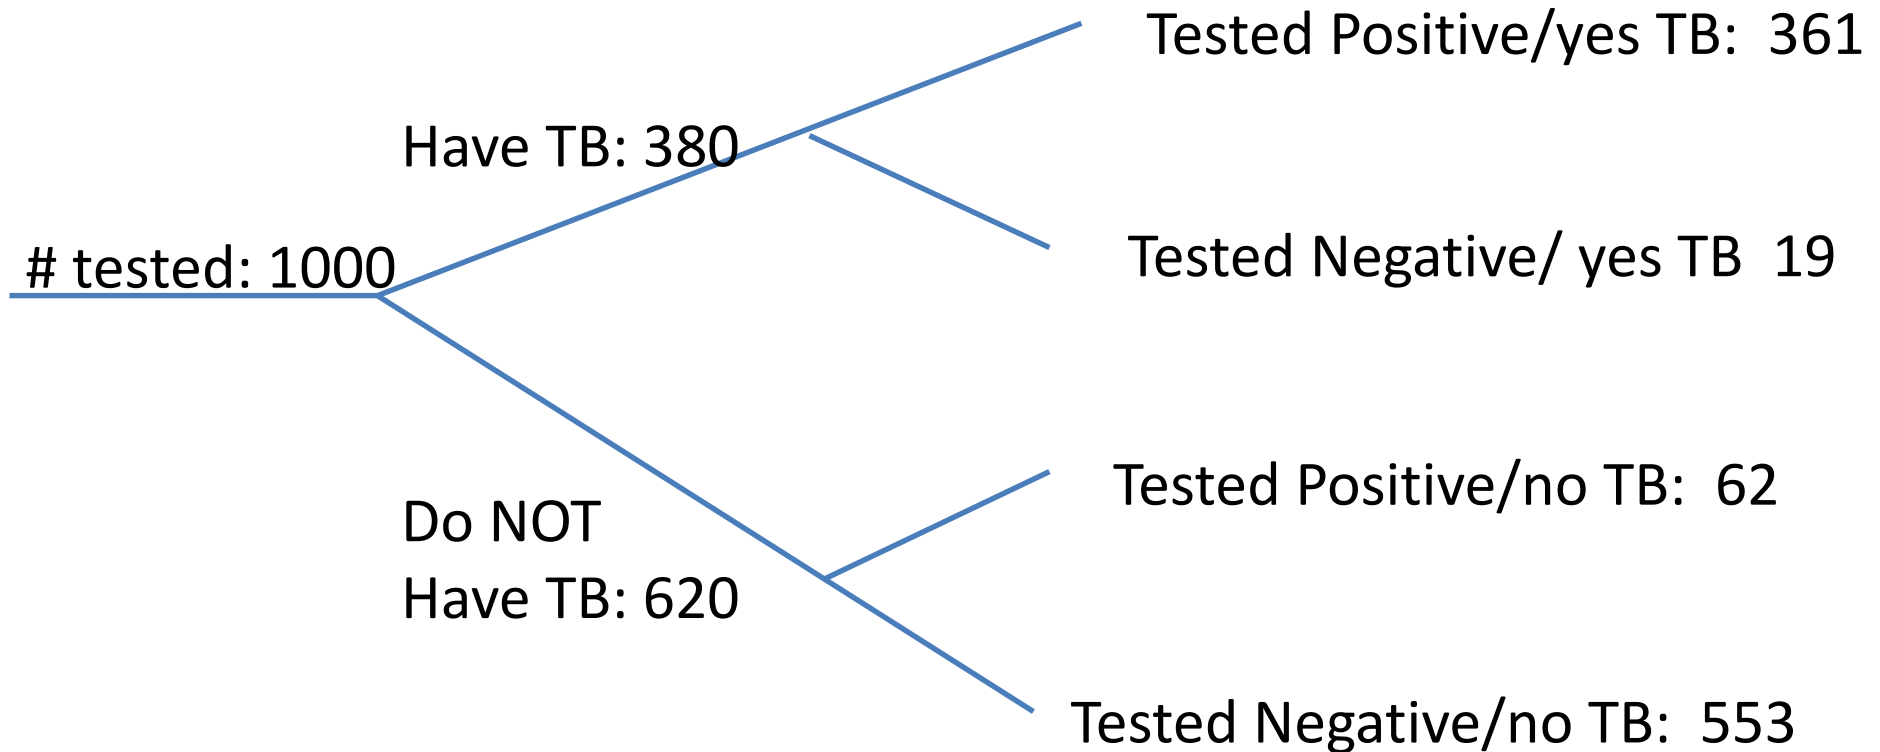 Tested Positive/yes TB: 361
Have TB: 380
Tested Negative/ yes TB 19
# tested: 1000
Tested Positive/no TB: 62
Do NOT
Have TB: 620
Tested Negative/no TB: 553